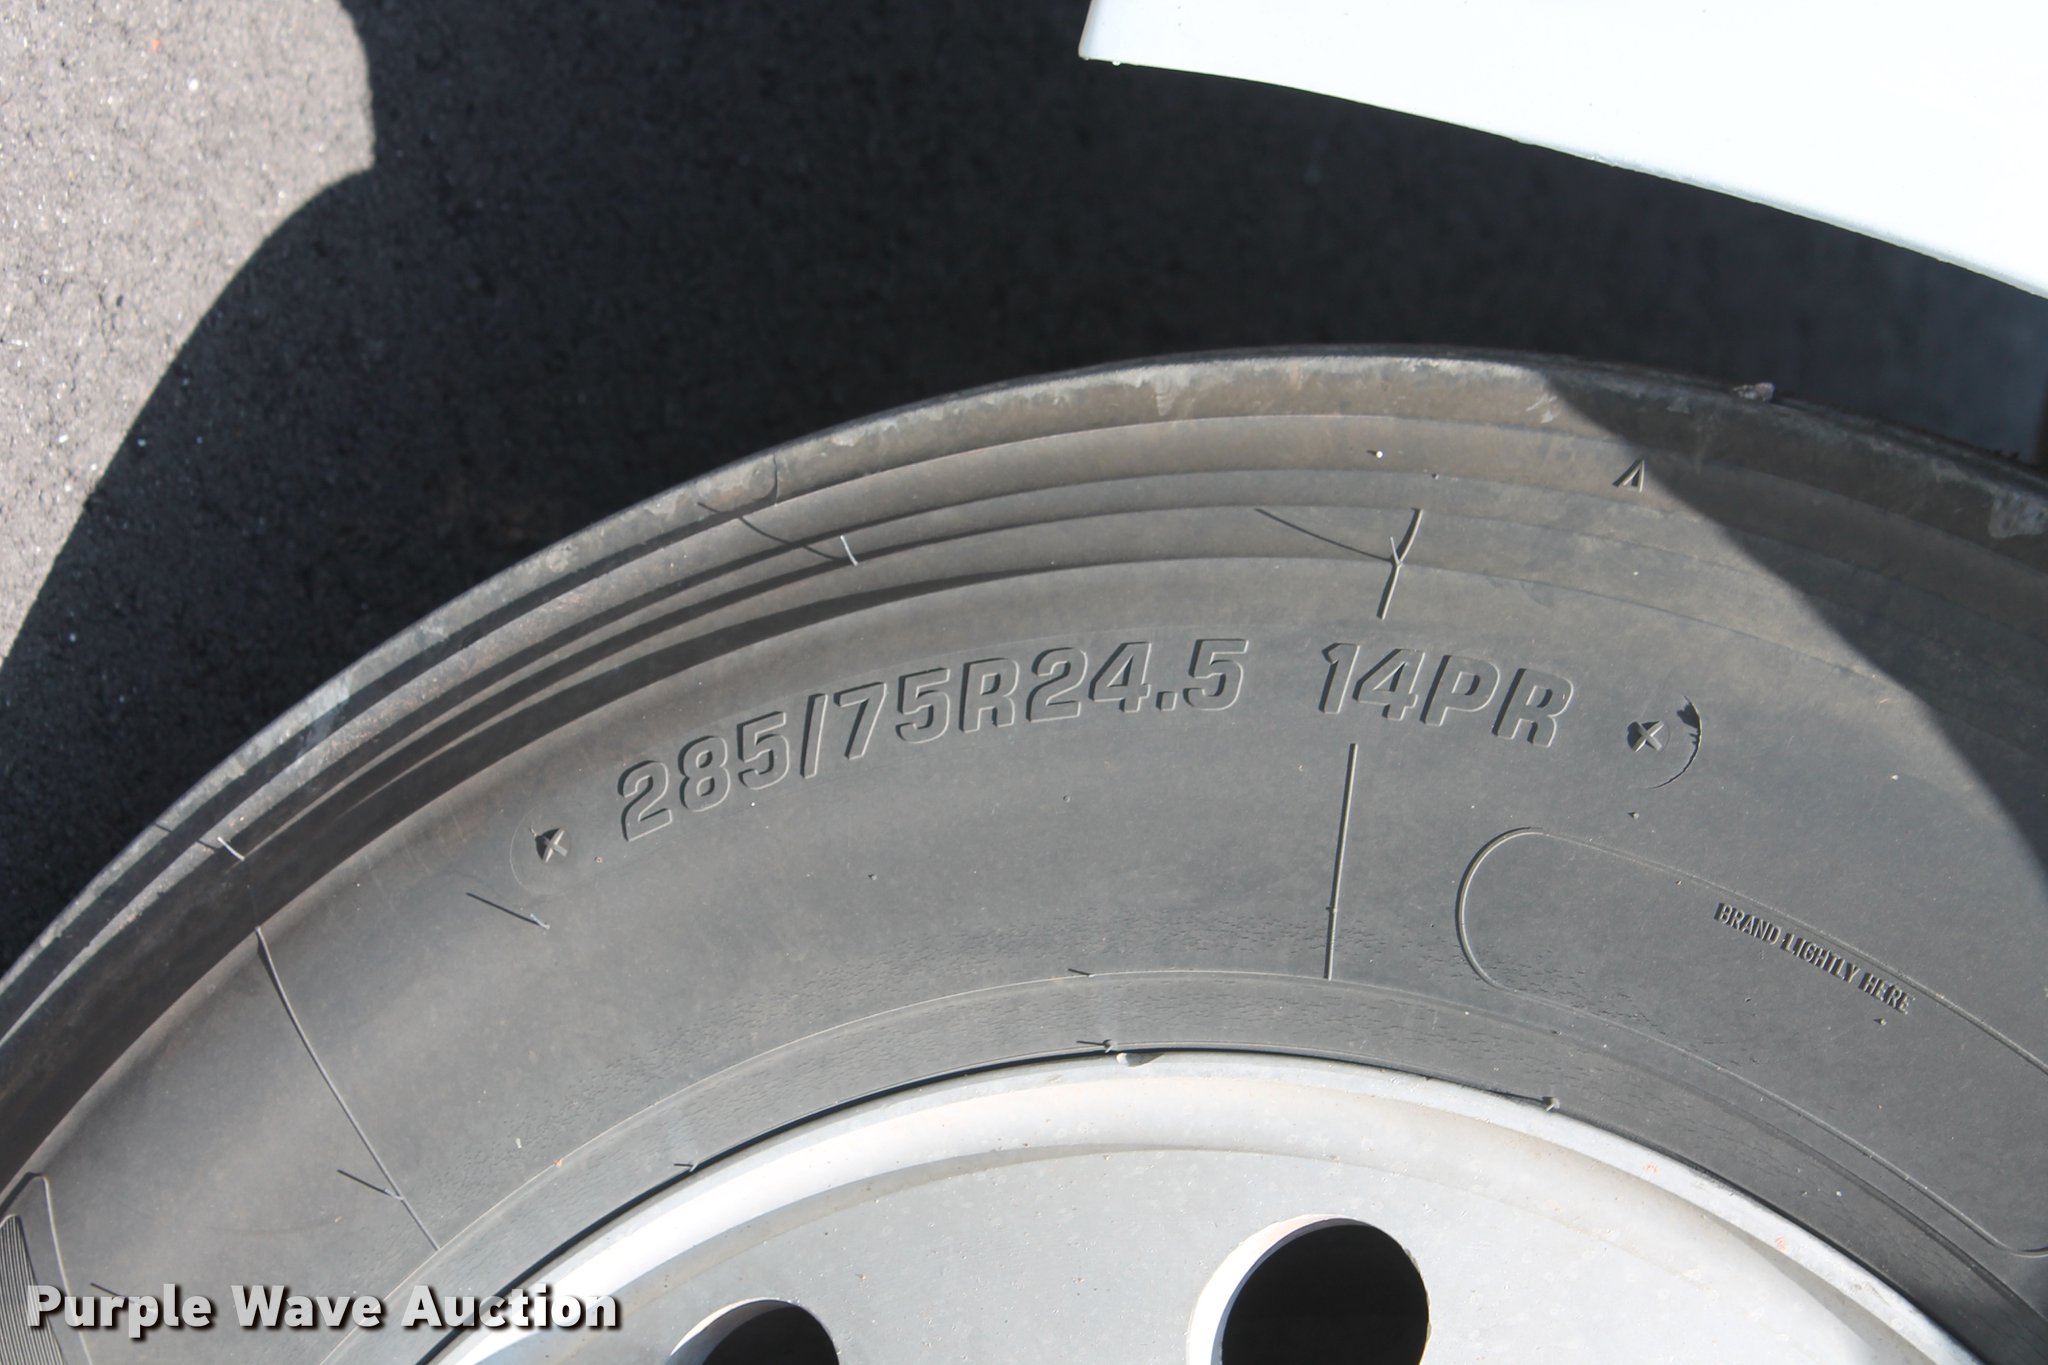 285/75R24.5 14PR
BRAND LIGHTLY HERE
Purple Wave Auction